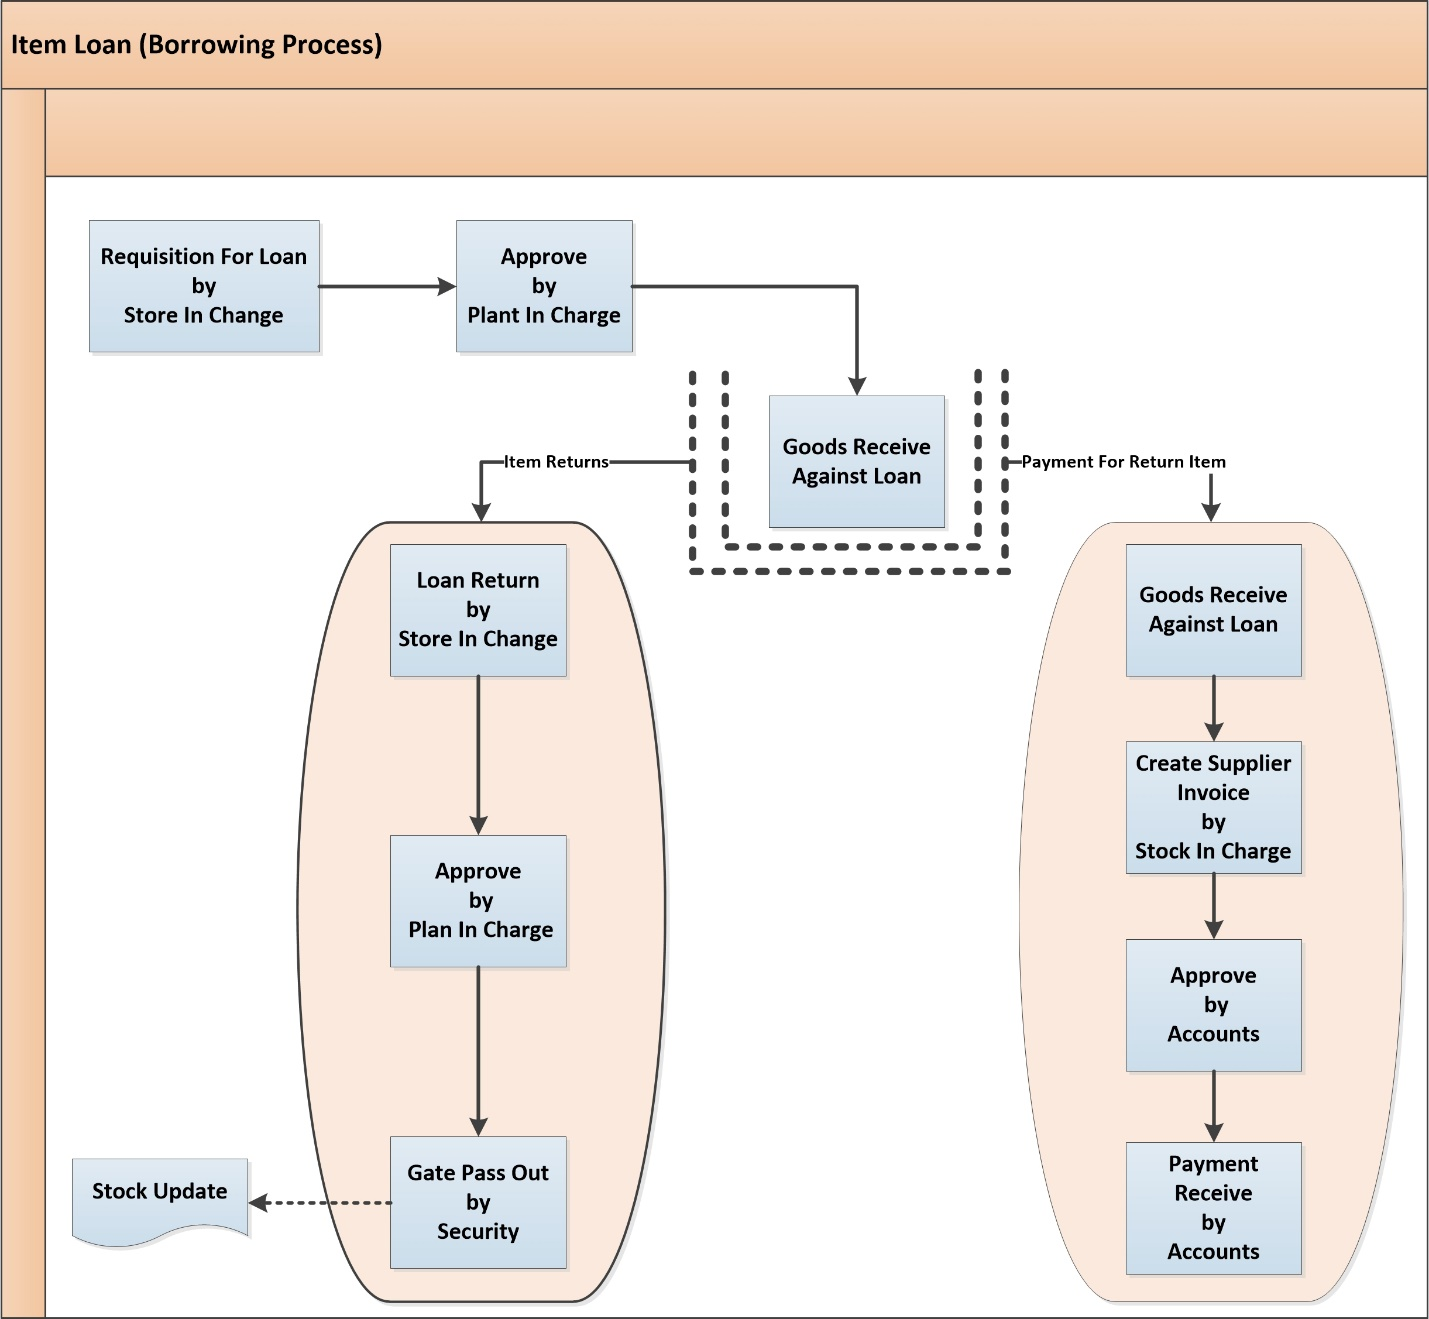 Item Loan (Borrowing Process)
Requisition For Loan
by
Store In Change
Approve
by
Plant In Charge
Goods Receive
Against Loan
Item Returns
Payment For Return Item
Loan Return
by
Store In Change
Approve
by
Plan In Charge
Gate Pass Out
by
Security
Stock Update
Goods Receive
Against Loan
Create Supplier
Invoice
by
Stock In Charge
Approve
by
Accounts
Payment
Receive
by
Accounts